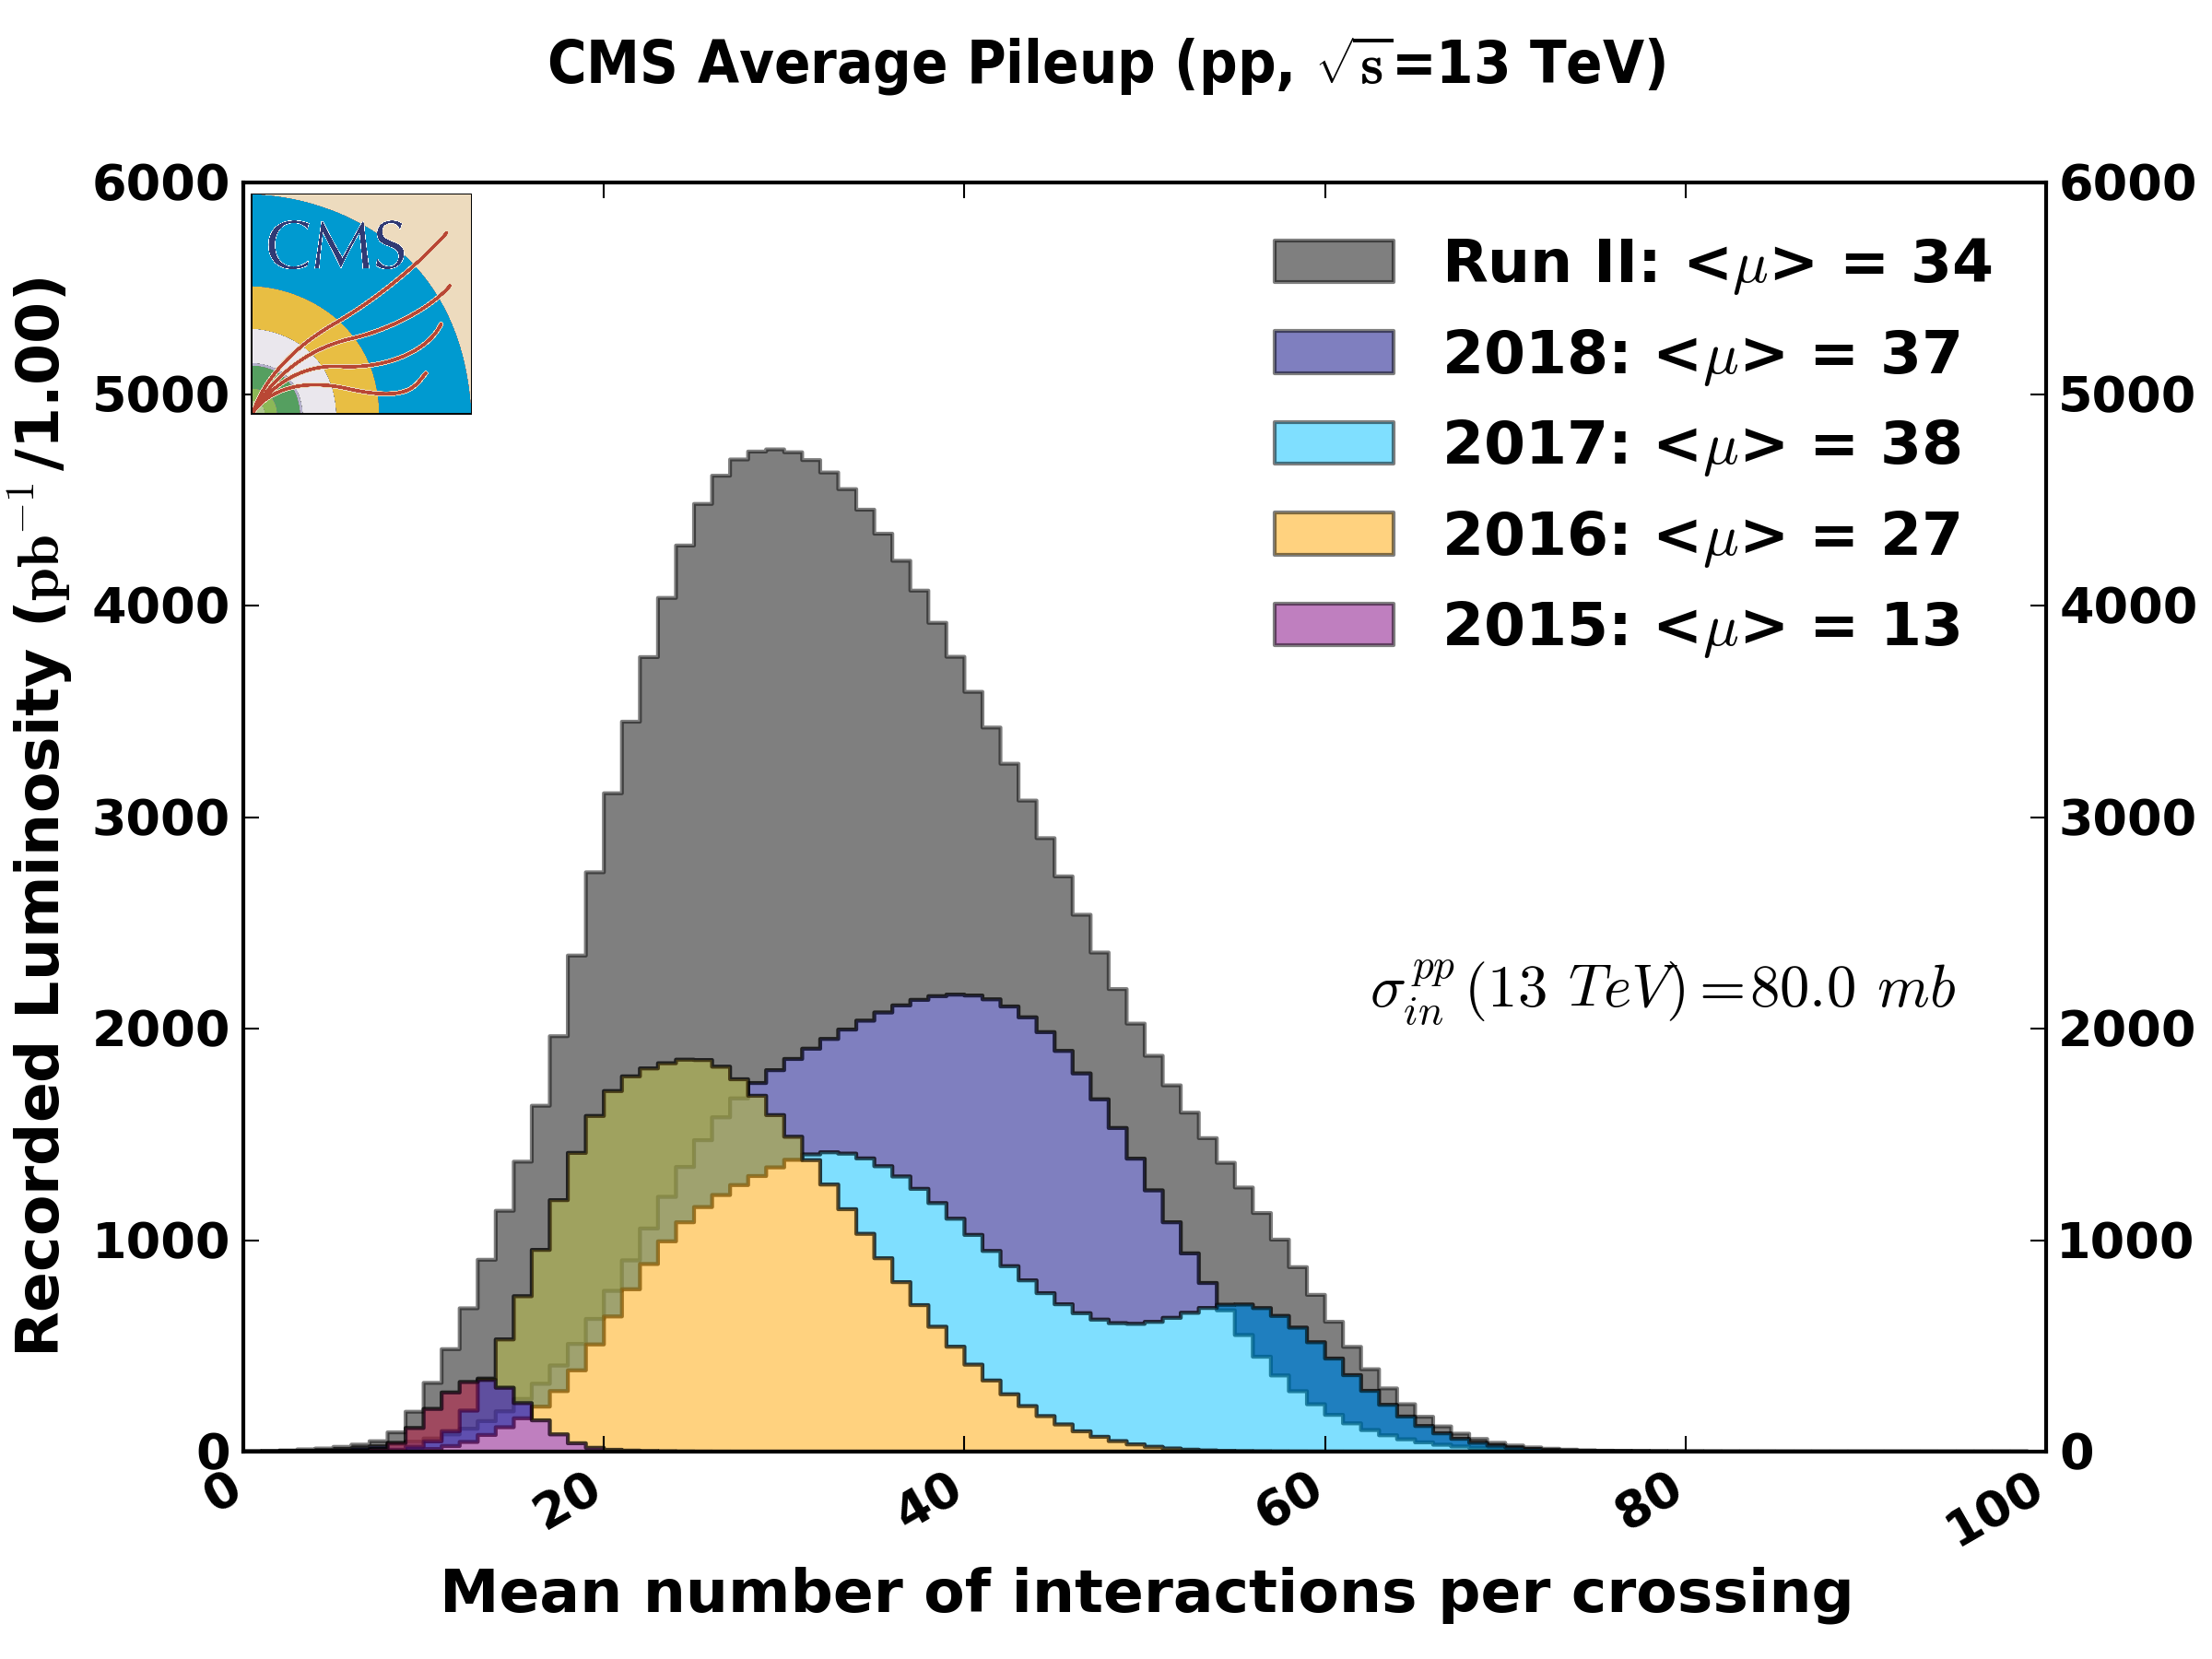 CMS Average Pileup (pp, √s=13 TeV)
6000
5000
4000
3000
2000
1000
0
Recorded Luminosity (pb⁻¹/1.00)
CMS
Run II: <μ> = 34
2018: <μ> = 37
2017: <μ> = 38
2016: <μ> = 27
2015: <μ> = 13
σ_in^pp (13 TeV)=80.0 mb
6000
5000
4000
3000
2000
1000
0
0 20 40 60 80 100
Mean number of interactions per crossing